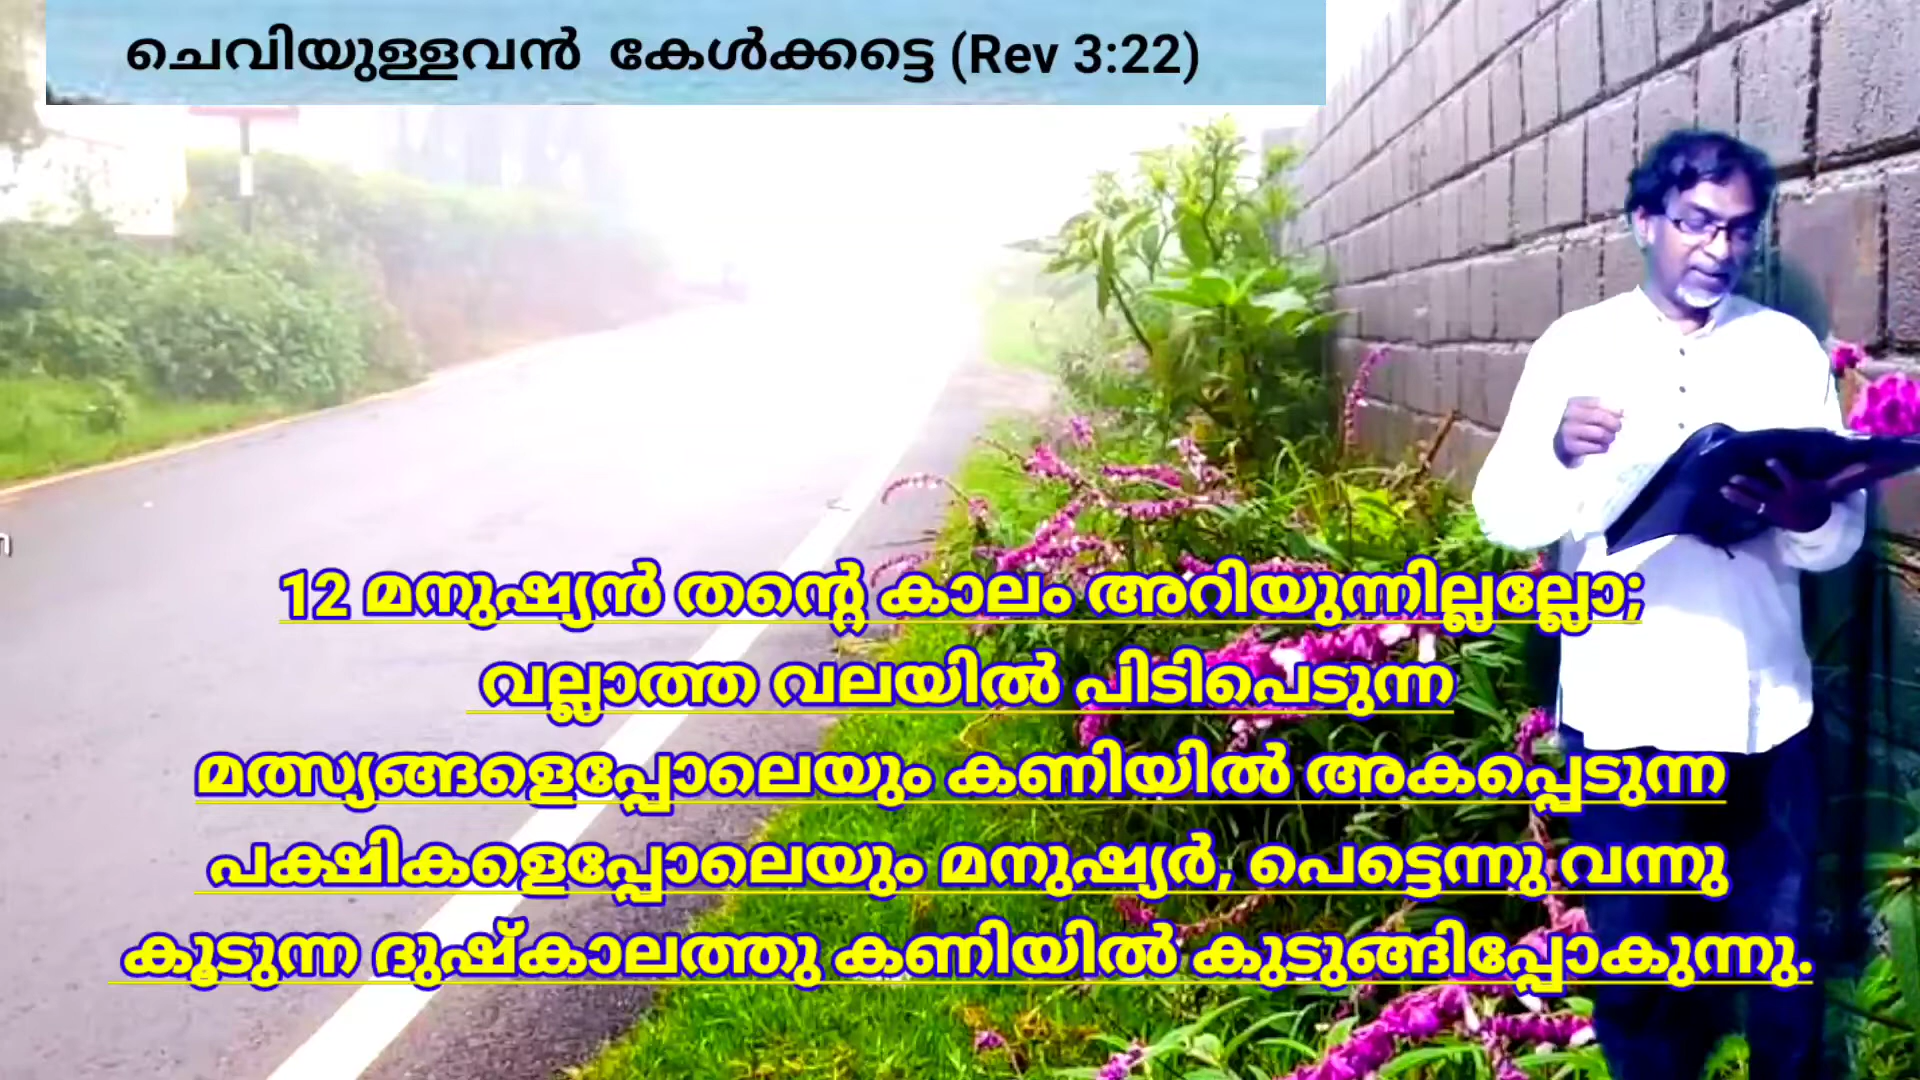 ചെവിയുള്ളവൻ കേൾക്കട്ടെ (Rev 3:22)
12 മനുഷ്യൻ തന്റെ കാലം അറിയുന്നില്ലല്ലോ;
വല്ലാത്ത വലയിൽ പിടിപെടുന്ന
മത്സ്യങ്ങളെപ്പോലെയും കണിയിൽ അകപ്പെടുന്ന
പക്ഷികളെപ്പോലെയും മനുഷ്യർ, പെട്ടെന്നു വന്നു
കൂടുന്ന ദുഷ്കാലത്തു കണിയിൽ കുടുങ്ങിപ്പോകുന്നു.